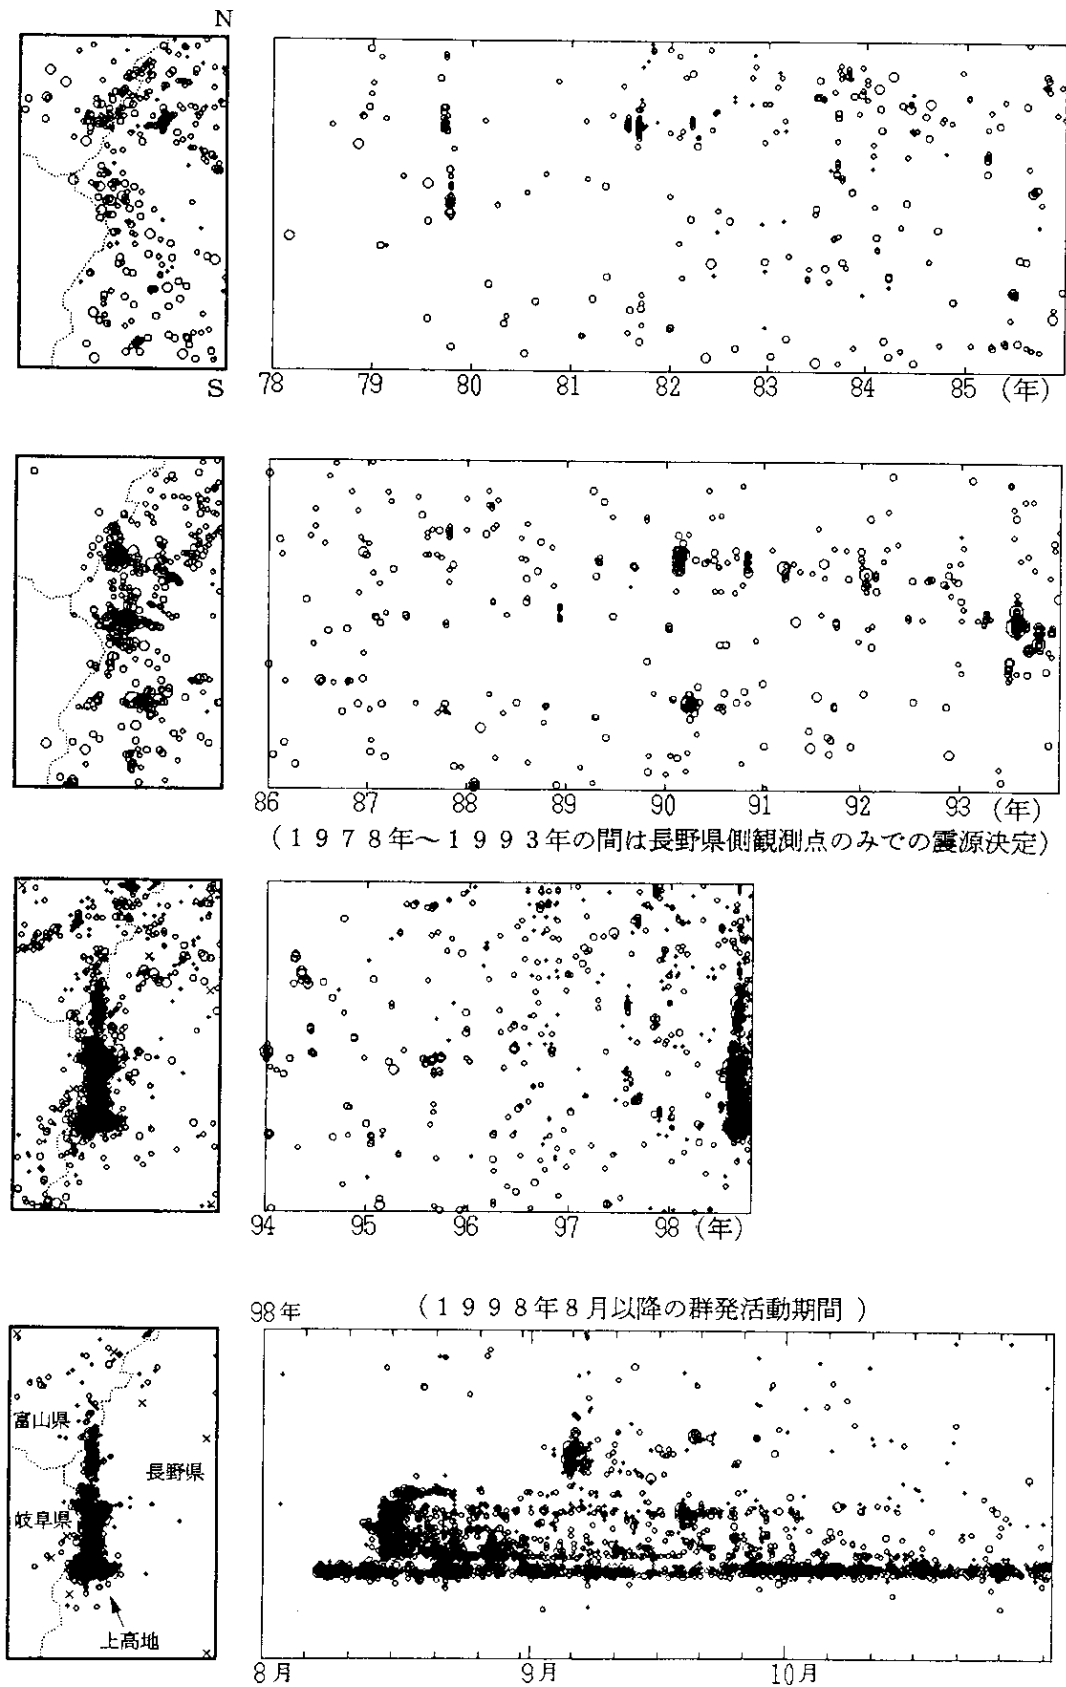 N
S
78 79 80 81 82 83 84 85 (年)
86 87 88 89 90 91 92 93 (年)
(1978年～1993年の間は長野県側観測点のみでの震源決定)
94 95 96 97 98 (年)
98年 (1998年8月以降の群発活動期間)
富山県
長野県
岐阜県
上高地
8月 9月 10月